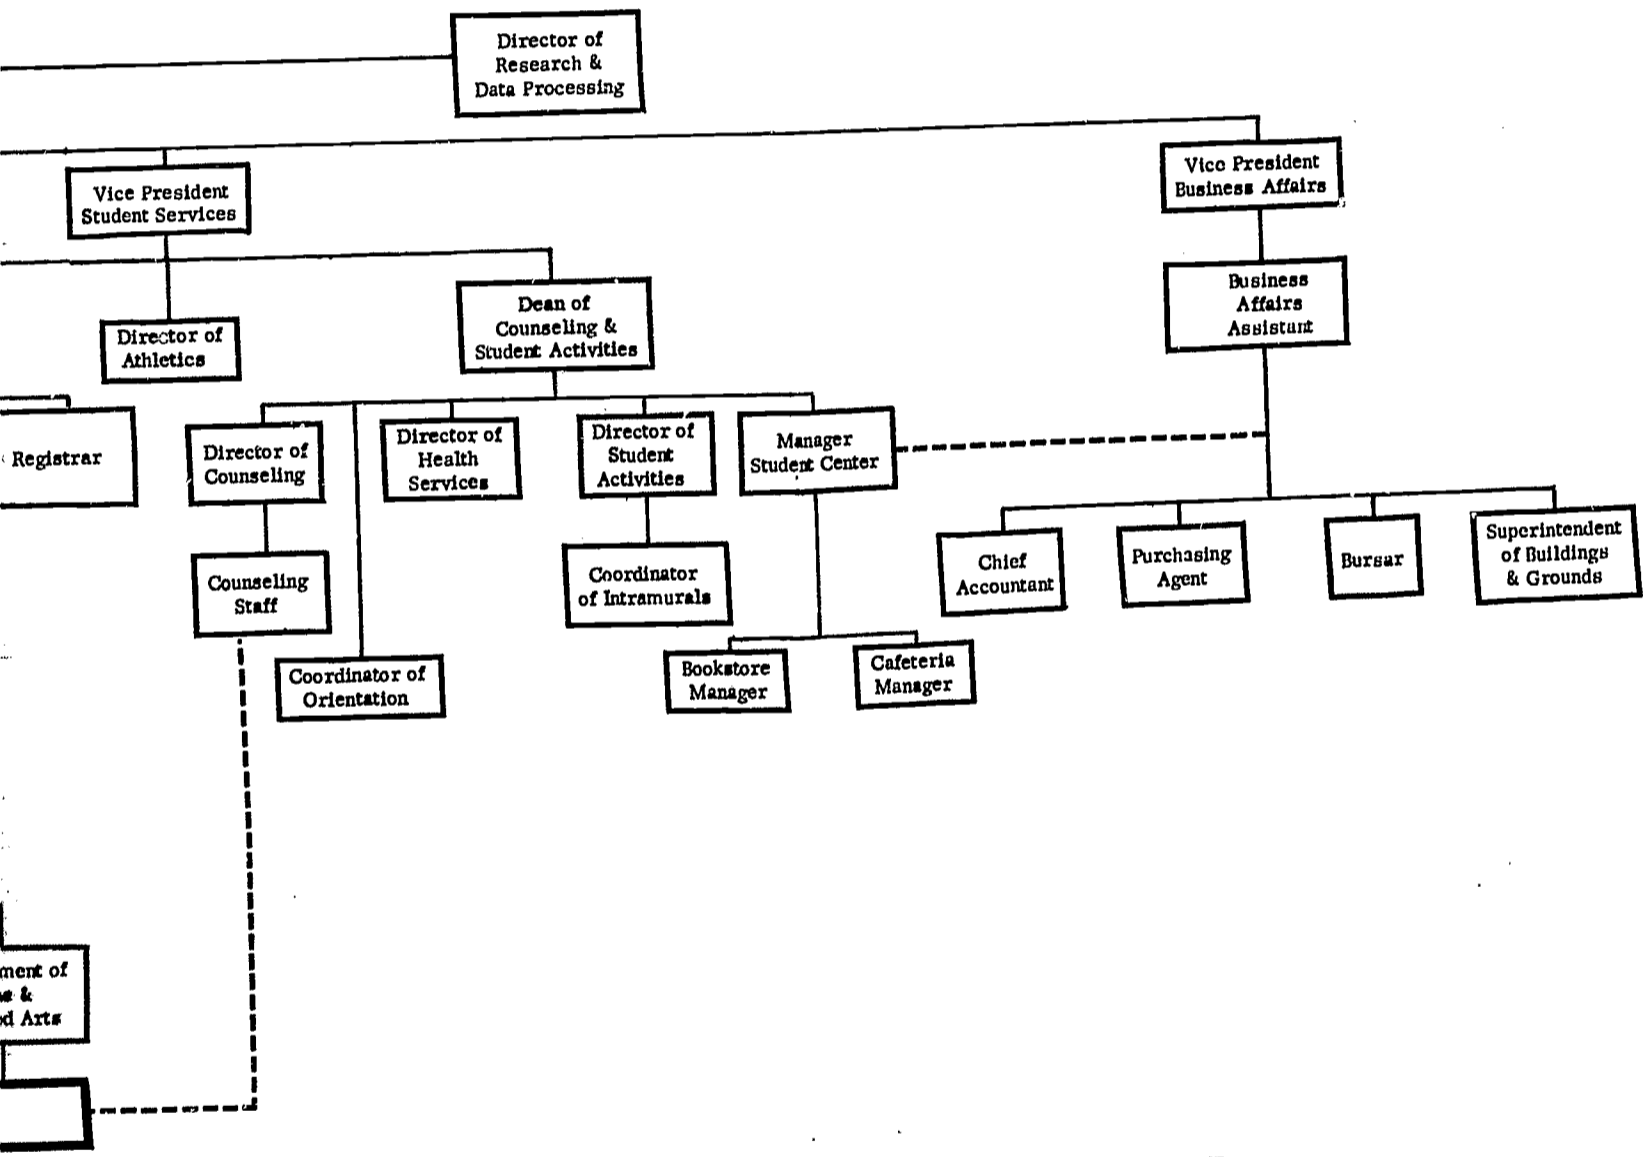 Director of
Research &
Data Processing
Vice President
Student Services
Vice President
Business Affairs
Business
Affairs
Assistant
Dean of
Counseling &
Student Activities
Director of
Athletics
Registrar
Director of
Counseling
Director of
Health
Services
Director of
Student
Activities
Manager
Student Center
Chief
Accountant
Purchasing
Agent
Bursar
Superintendent
of Buildings
& Grounds
Counseling
Staff
Coordinator
of Intramurals
Coordinator of
Orientation
Bookstore
Manager
Cafeteria
Manager
ment of
&
Arts